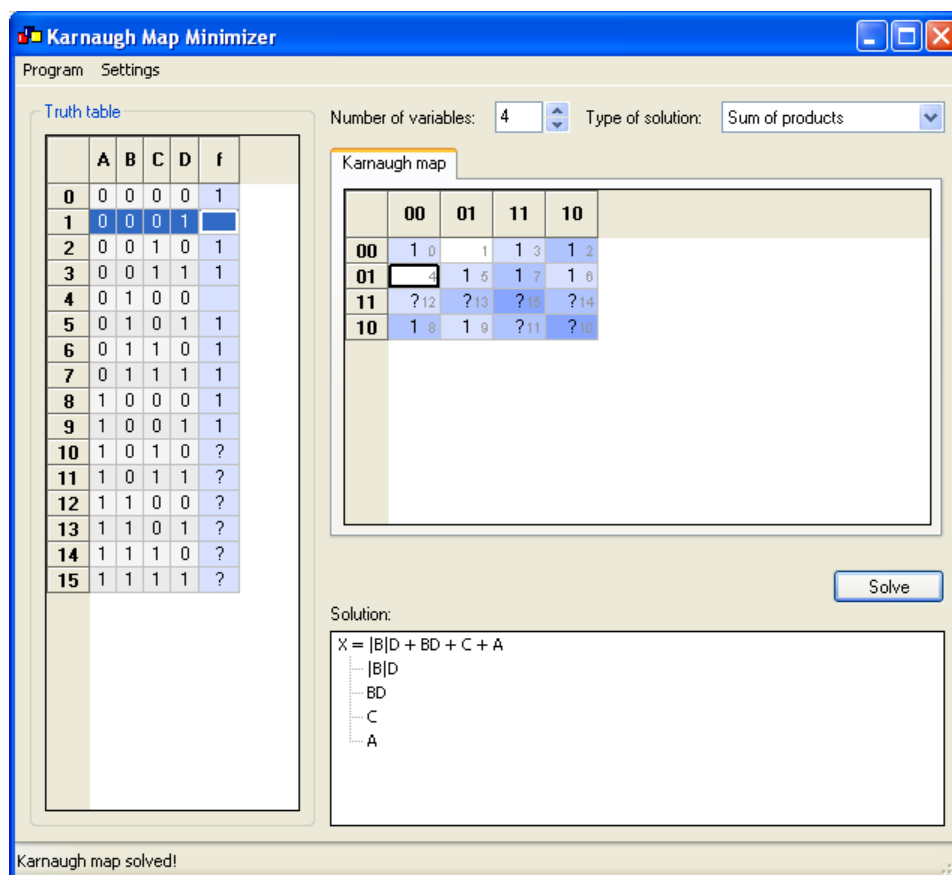 Karnaugh Map Minimizer
Program Settings
Truth table
A B C D f
0 0 0 0 0 1
1 0 0 0 1
2 0 0 1 0 1
3 0 0 1 1 1
4 0 1 0 0
5 0 1 0 1 1
6 0 1 1 0 1
7 0 1 1 1 1
8 1 0 0 0 1
9 1 0 0 1 1
10 1 0 1 0 ?
11 1 0 1 1 ?
12 1 1 0 0 ?
13 1 1 0 1 ?
14 1 1 1 0 ?
15 1 1 1 1 ?
Number of variables: 4 Type of solution: Sum of products
Karnaugh map
00 01 11 10
00 1 0 1 1 3 1 2
01 4 1 5 1 7 1 6
11 ? 12 ? 13 ? 15 ? 14
10 1 8 1 9 ? 11 ? 10
Solve
Solution:
X = |B|D + BD + C + A
|B|D
BD
C
A
Karnaugh map solved!